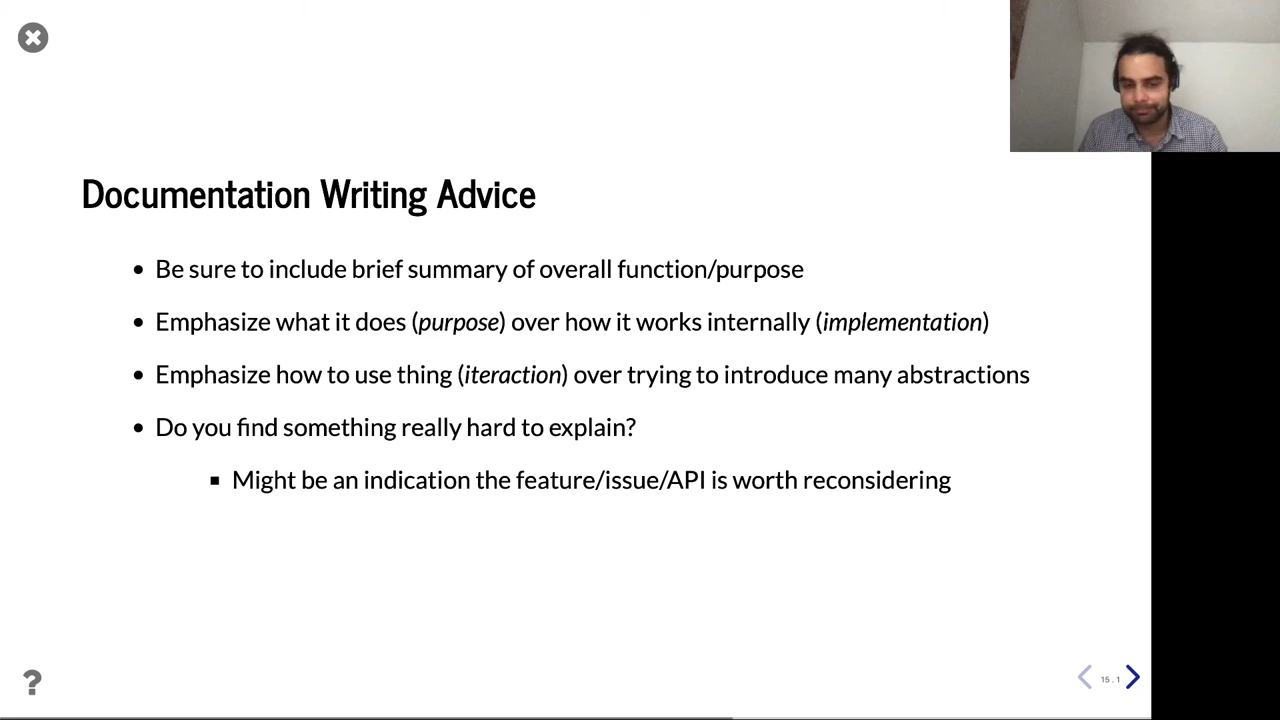 Documentation Writing Advice
Be sure to include brief summary of overall function/purpose
Emphasize what it does (purpose) over how it works internally (implementation)
Emphasize how to use thing (iteraction) over trying to introduce many abstractions
Do you find something really hard to explain?
Might be an indication the feature/issue/API is worth reconsidering
?
15 . 1